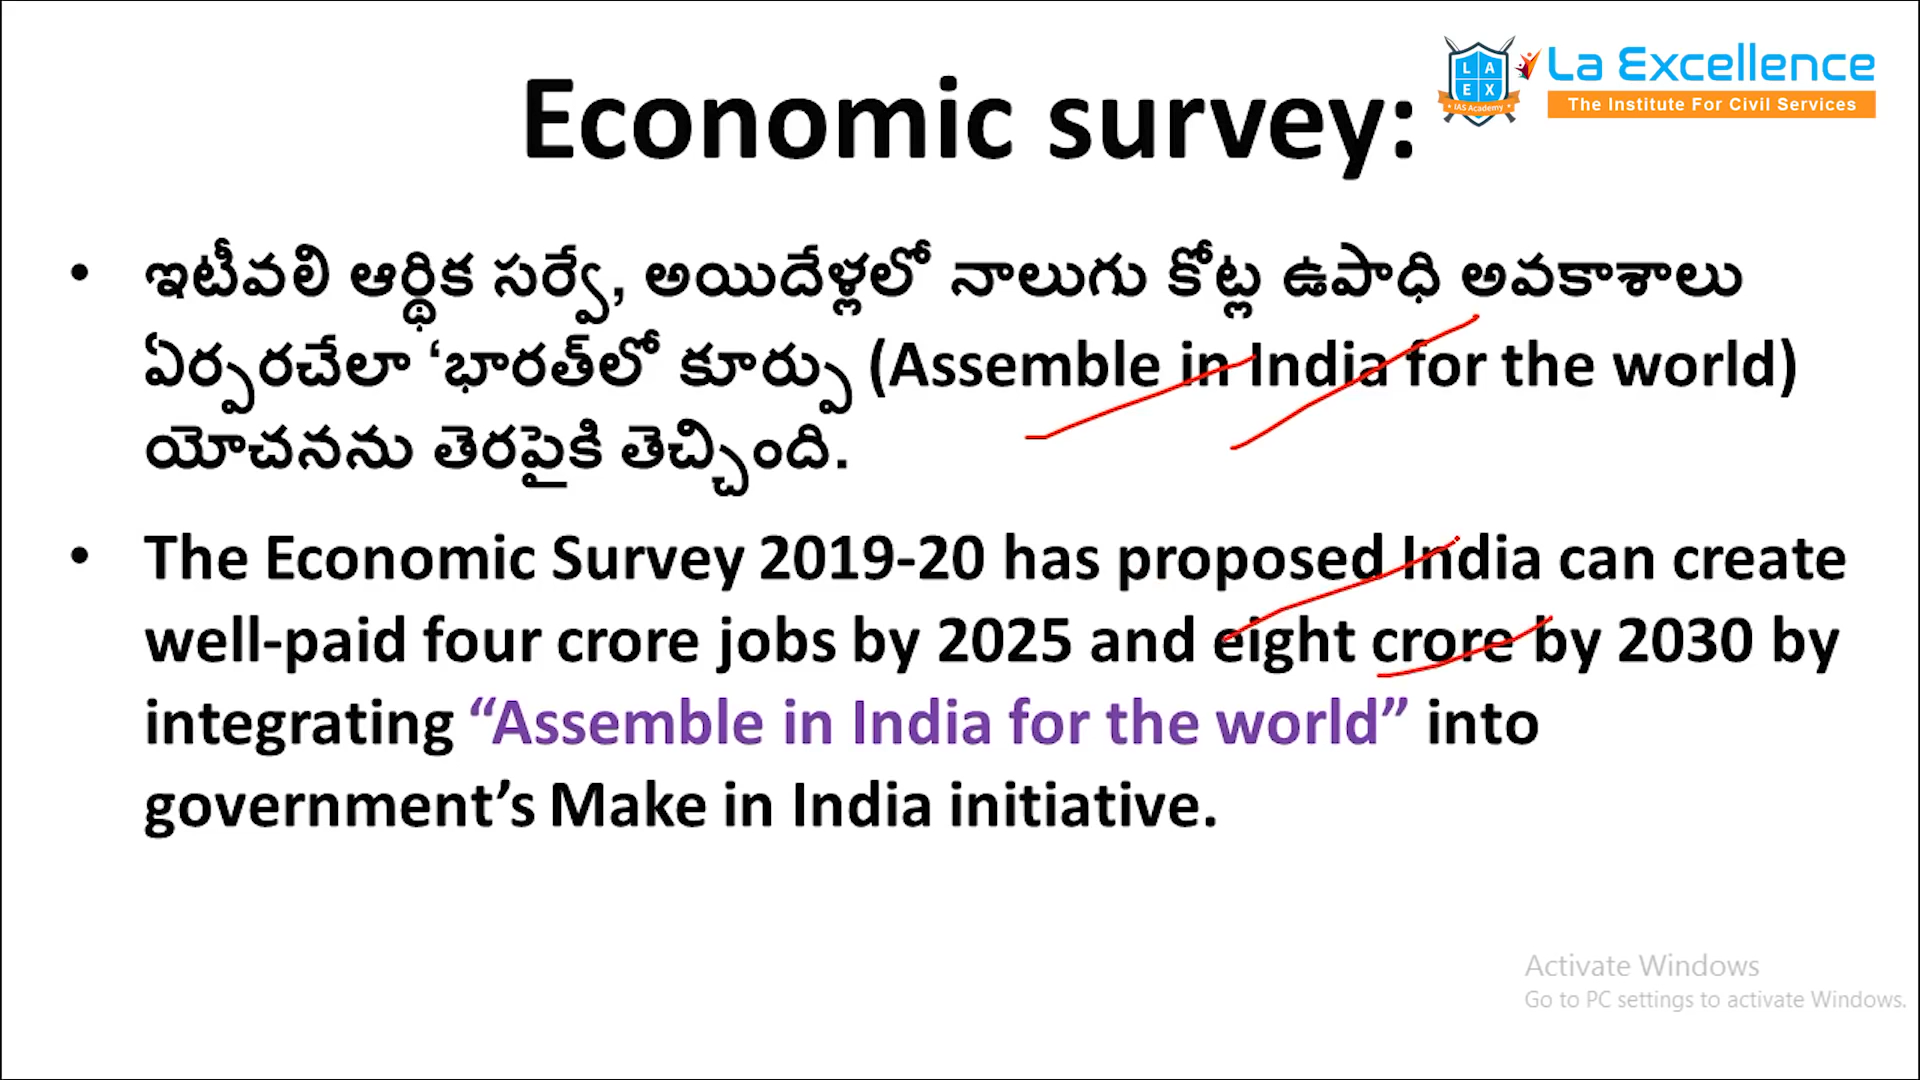 LA
EX
IAS Academy
La Excellence
The Institute For Civil Services
Economic survey:
• ఇటీవలి ఆర్థిక సర్వే, అయిదేళ్లలో నాలుగు కోట్ల ఉపాధి అవకాశాలు
ఏర్పరచేలా ‘భారత్‌లో కూర్పు (Assemble in India for the world)
యోచనను తెరపైకి తెచ్చింది.
• The Economic Survey 2019-20 has proposed India can create
well-paid four crore jobs by 2025 and eight crore by 2030 by
integrating “Assemble in India for the world” into
government’s Make in India initiative.
Activate Windows
Go to PC settings to activate Windows.